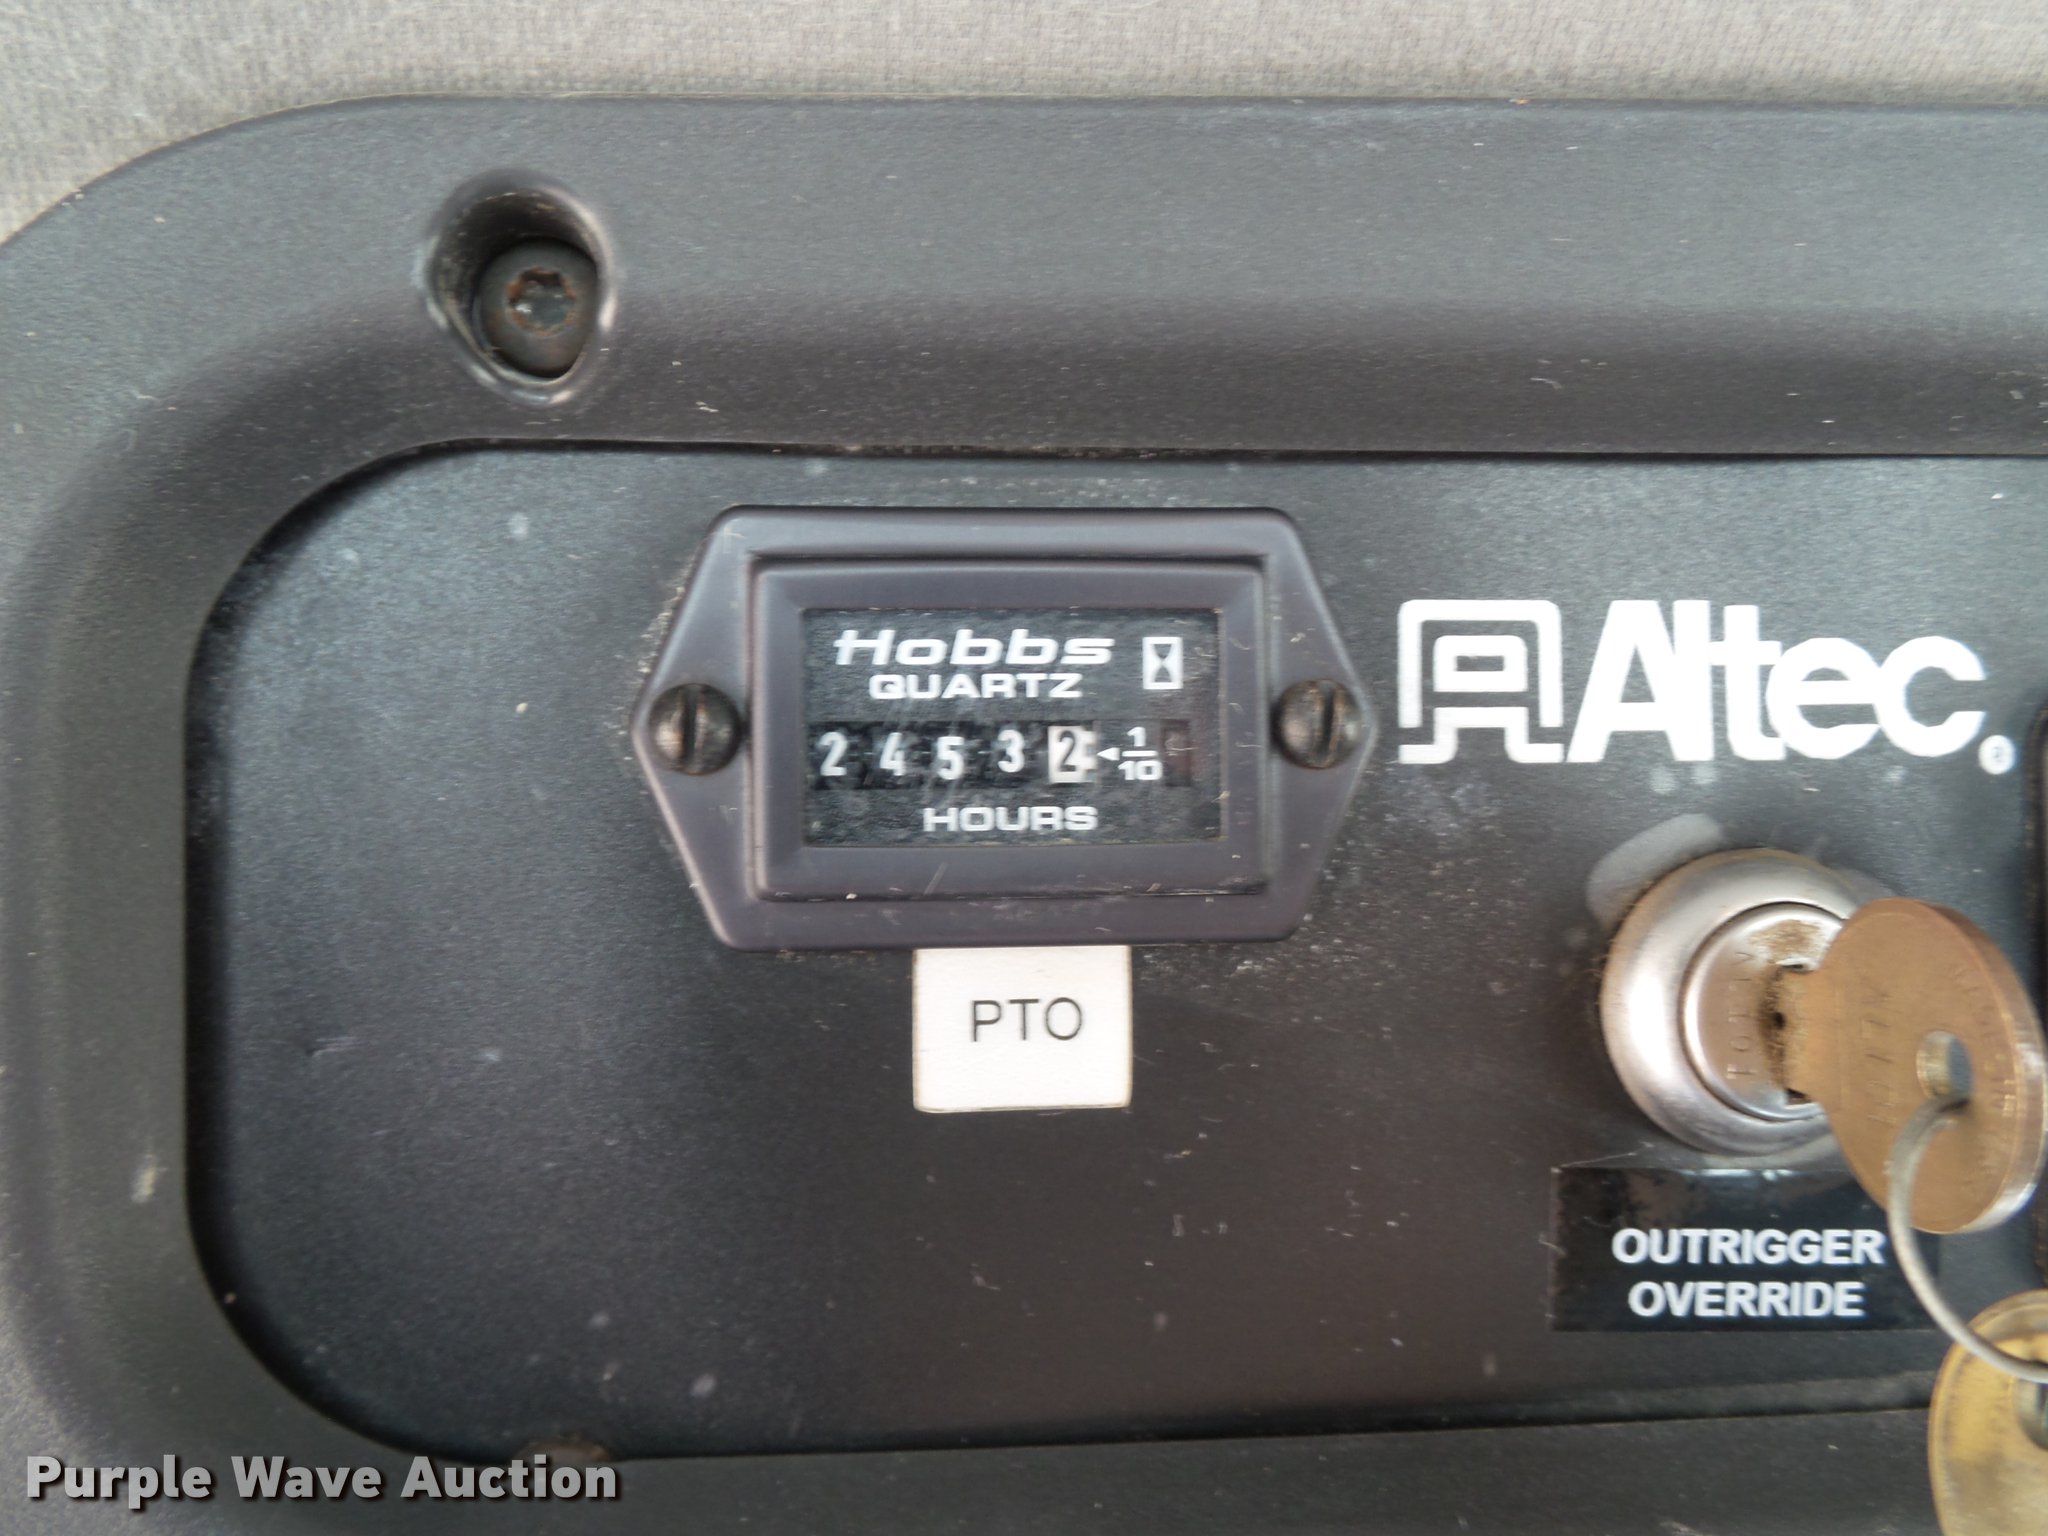 Hobbs
QUARTZ
2 4 5 3 2 1/10
HOURS
Altec®
PTO
OUTRIGGER
OVERRIDE
Purple Wave Auction